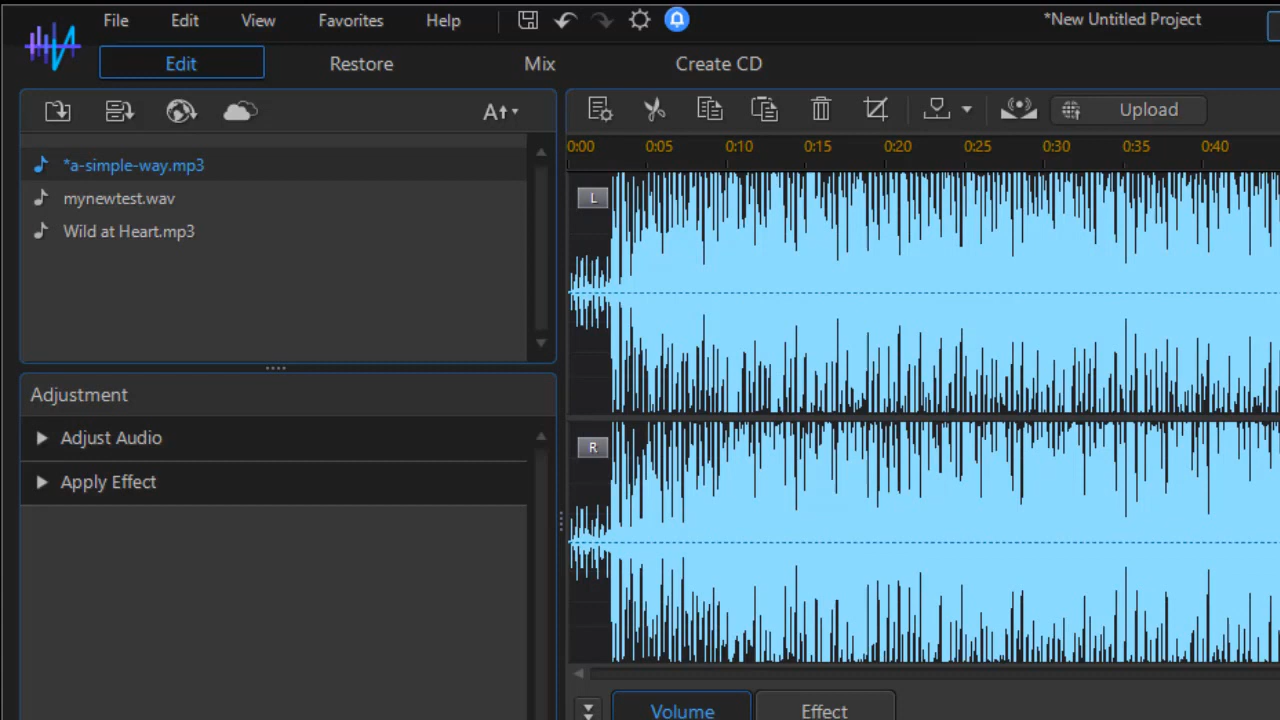 File Edit View Favorites Help *New Untitled Project
Edit Restore Mix Create CD
A
Upload
0:00 0:05 0:10 0:15 0:20 0:25 0:30 0:35 0:40
*a-simple-way.mp3
mynewtest.wav
Wild at Heart.mp3
L
Adjustment
Adjust Audio
Apply Effect
R
Volume Effect